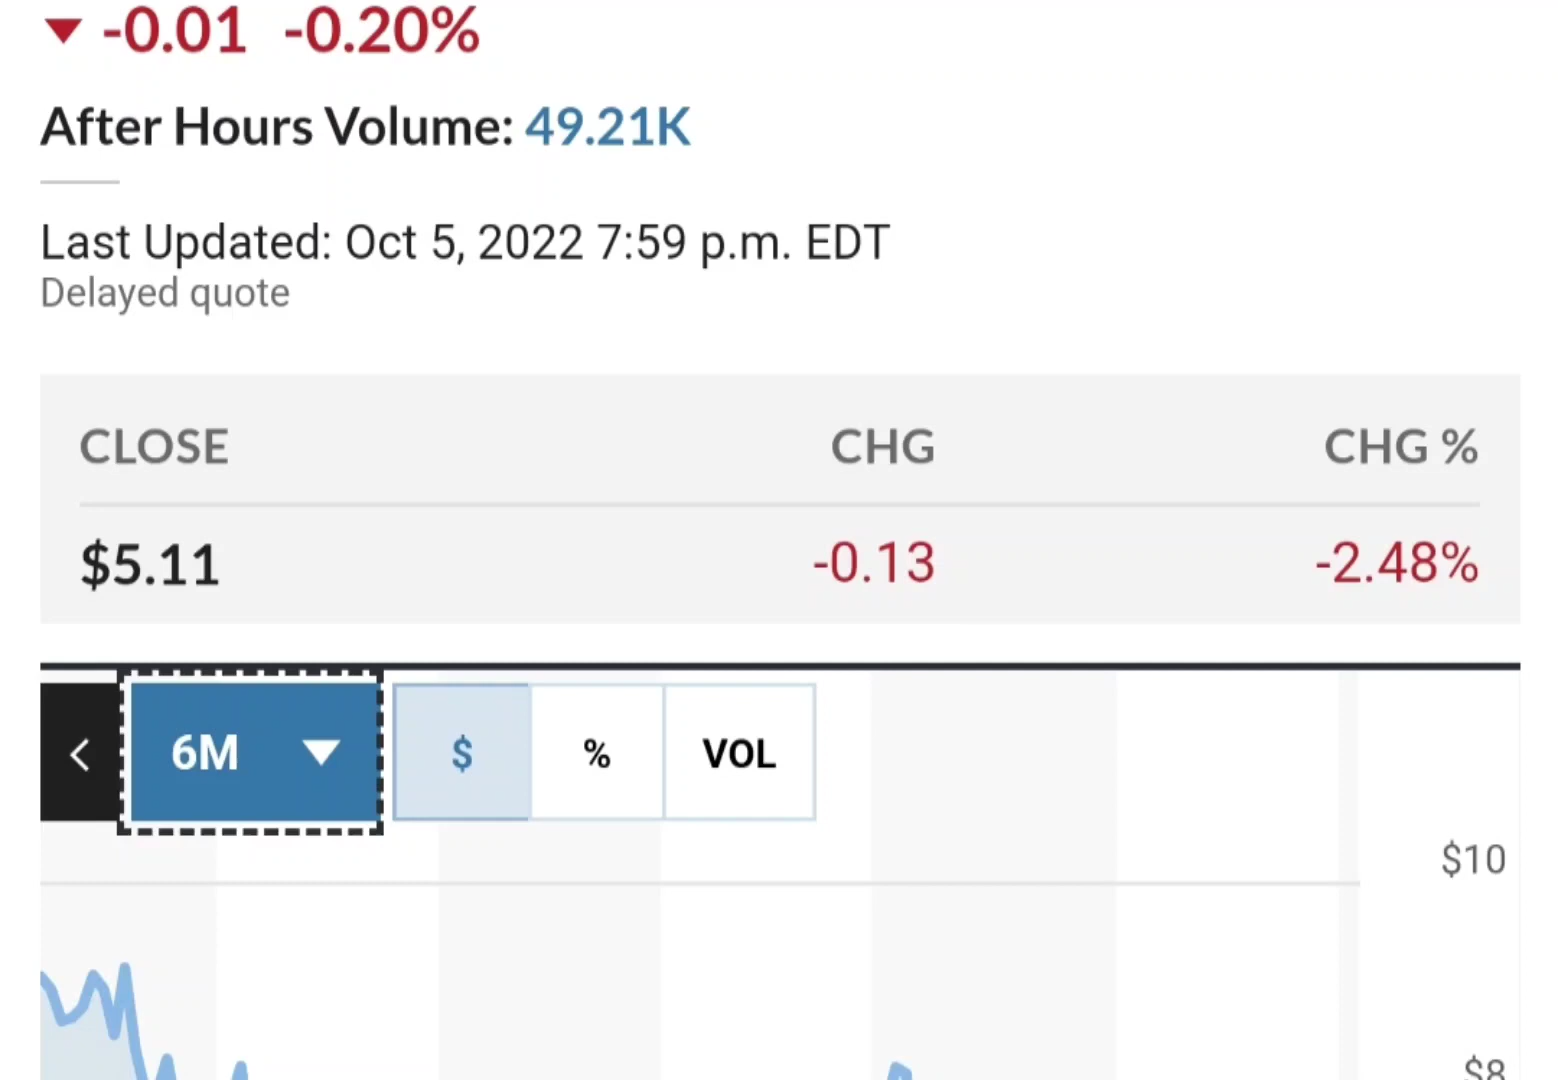 ▼ -0.01 -0.20%
After Hours Volume: 49.21K
Last Updated: Oct 5, 2022 7:59 p.m. EDT
Delayed quote
CLOSE CHG CHG %
$5.11 -0.13 -2.48%
6M $ % VOL
$10
$8